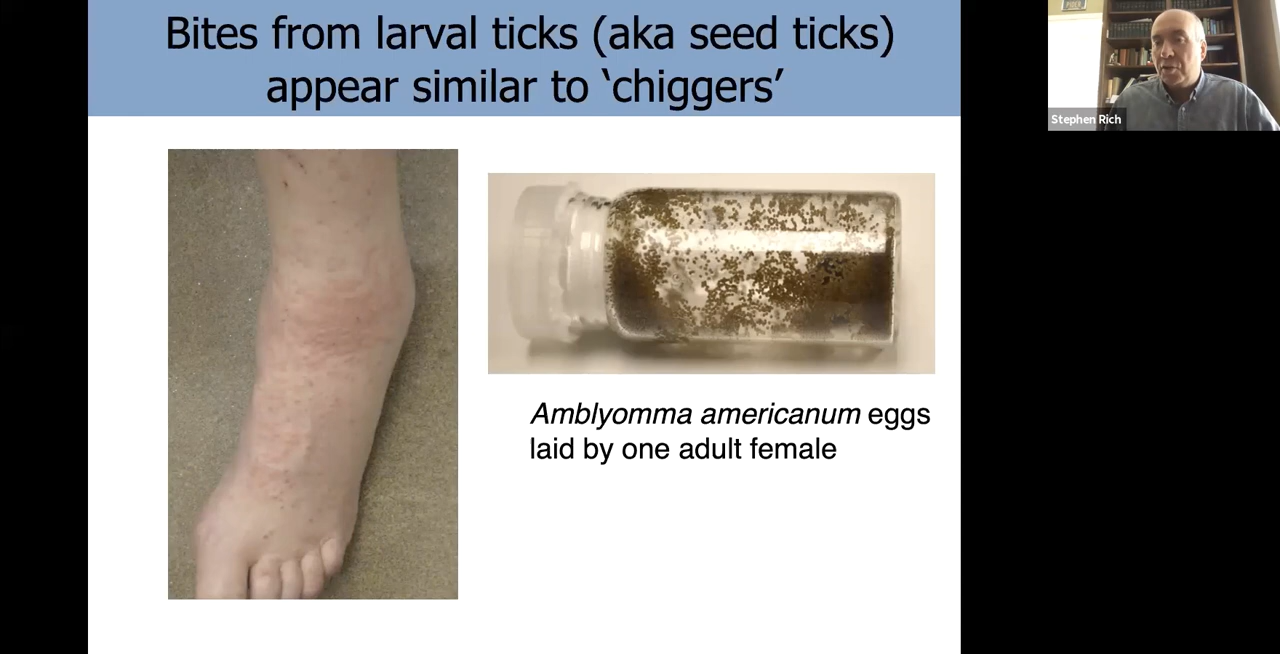 Bites from larval ticks (aka seed ticks)
appear similar to ‘chiggers’
Stephen Rich
Amblyomma americanum eggs
laid by one adult female